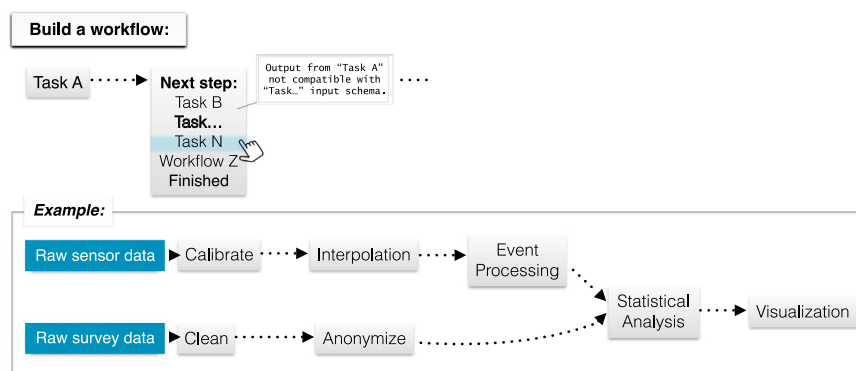 Build a workflow:
Task A
Next step:
Task B
Task...
Task N
Workflow Z
Finished
Output from “Task A”
not compatible with
“Task…” input schema.
Example:
Raw sensor data
Calibrate
Interpolation
Event
Processing
Statistical
Analysis
Visualization
Raw survey data
Clean
Anonymize